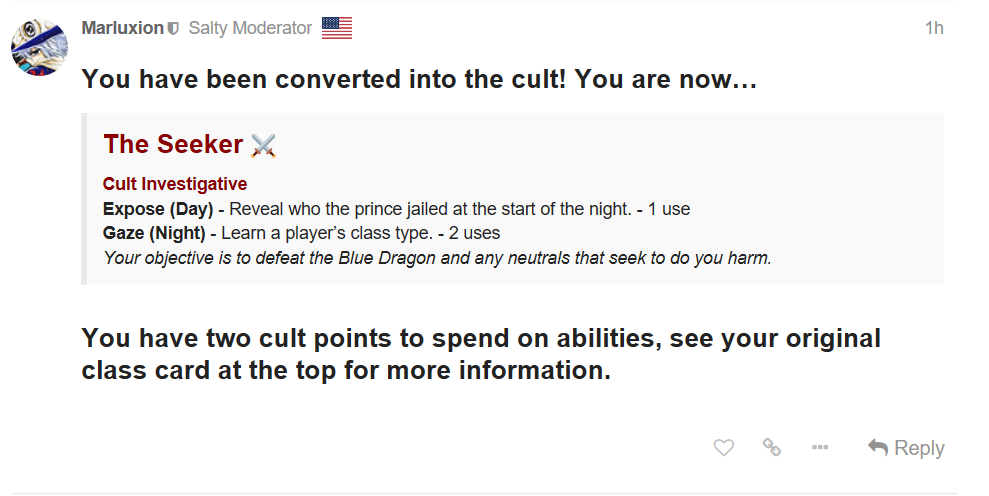 Marluxion Salty Moderator 1h
You have been converted into the cult! You are now…
The Seeker ⚔️
Cult Investigative
Expose (Day) - Reveal who the prince jailed at the start of the night. - 1 use
Gaze (Night) - Learn a player’s class type. - 2 uses
Your objective is to defeat the Blue Dragon and any neutrals that seek to do you harm.
You have two cult points to spend on abilities, see your original
class card at the top for more information.
Reply